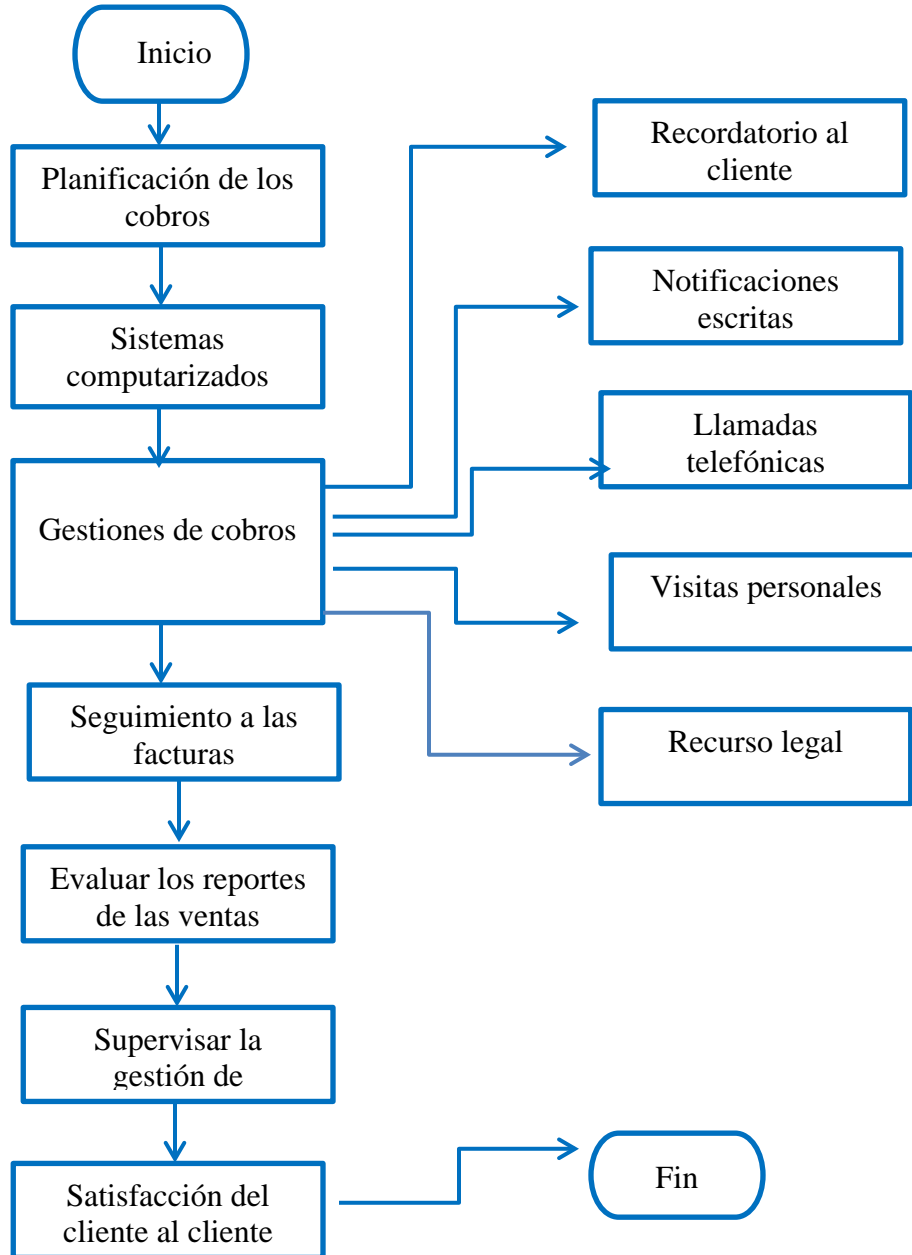 Inicio
Planificación de los
cobros
Sistemas
computarizados
Gestiones de cobros
Recordatorio al
cliente
Notificaciones
escritas
Llamadas
telefónicas
Visitas personales
Recurso legal
Seguimiento a las
facturas
Evaluar los reportes
de las ventas
Supervisar la
gestión de
Satisfacción del
cliente al cliente
Fin